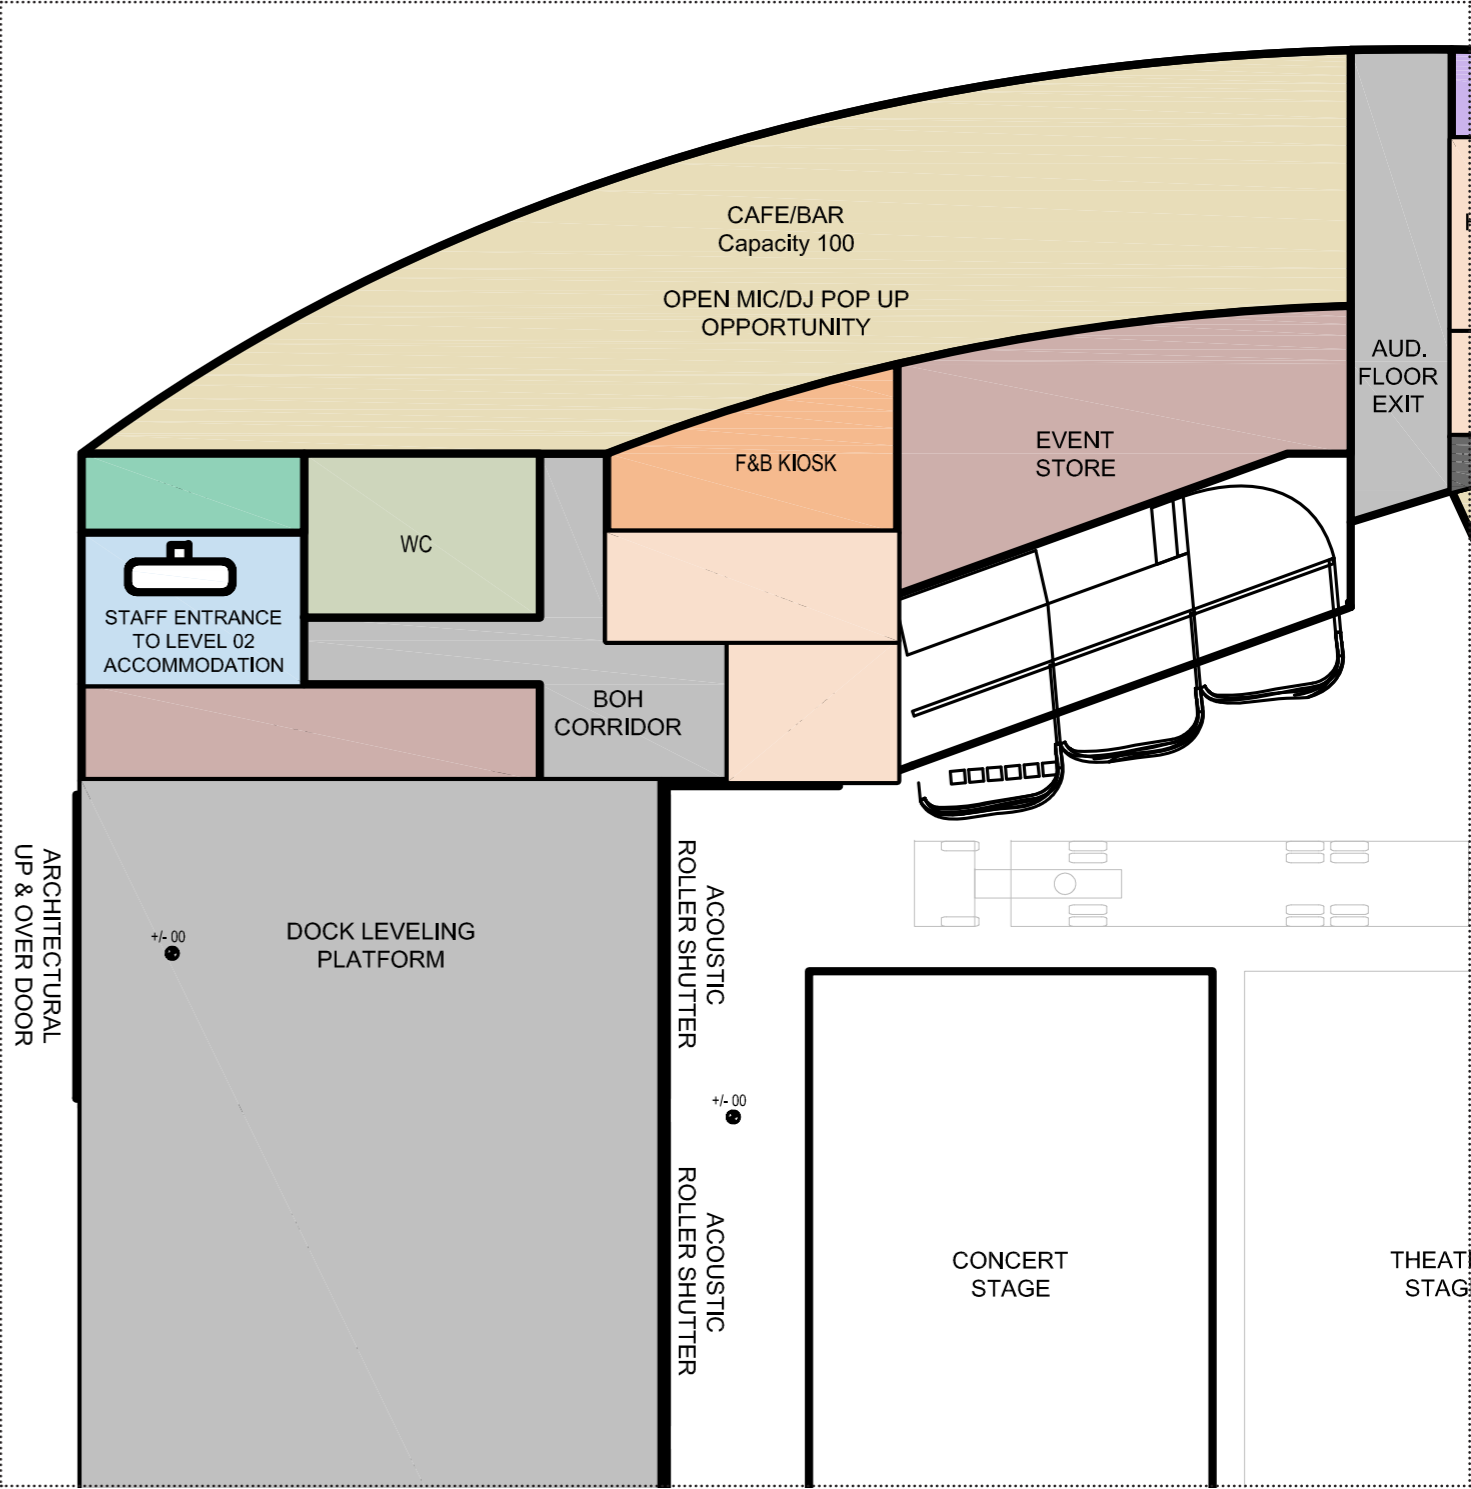 CAFE/BAR
Capacity 100
OPEN MIC/DJ POP UP
OPPORTUNITY
AUD.
FLOOR
EXIT
EVENT
STORE
F&B KIOSK
WC
STAFF ENTRANCE
TO LEVEL 02
ACCOMMODATION
BOH
CORRIDOR
ARCHITECTURAL
UP & OVER DOOR
+/- 00
DOCK LEVELING
PLATFORM
ACOUSTIC
ROLLER SHUTTER
+/- 00
ACOUSTIC
ROLLER SHUTTER
CONCERT
STAGE